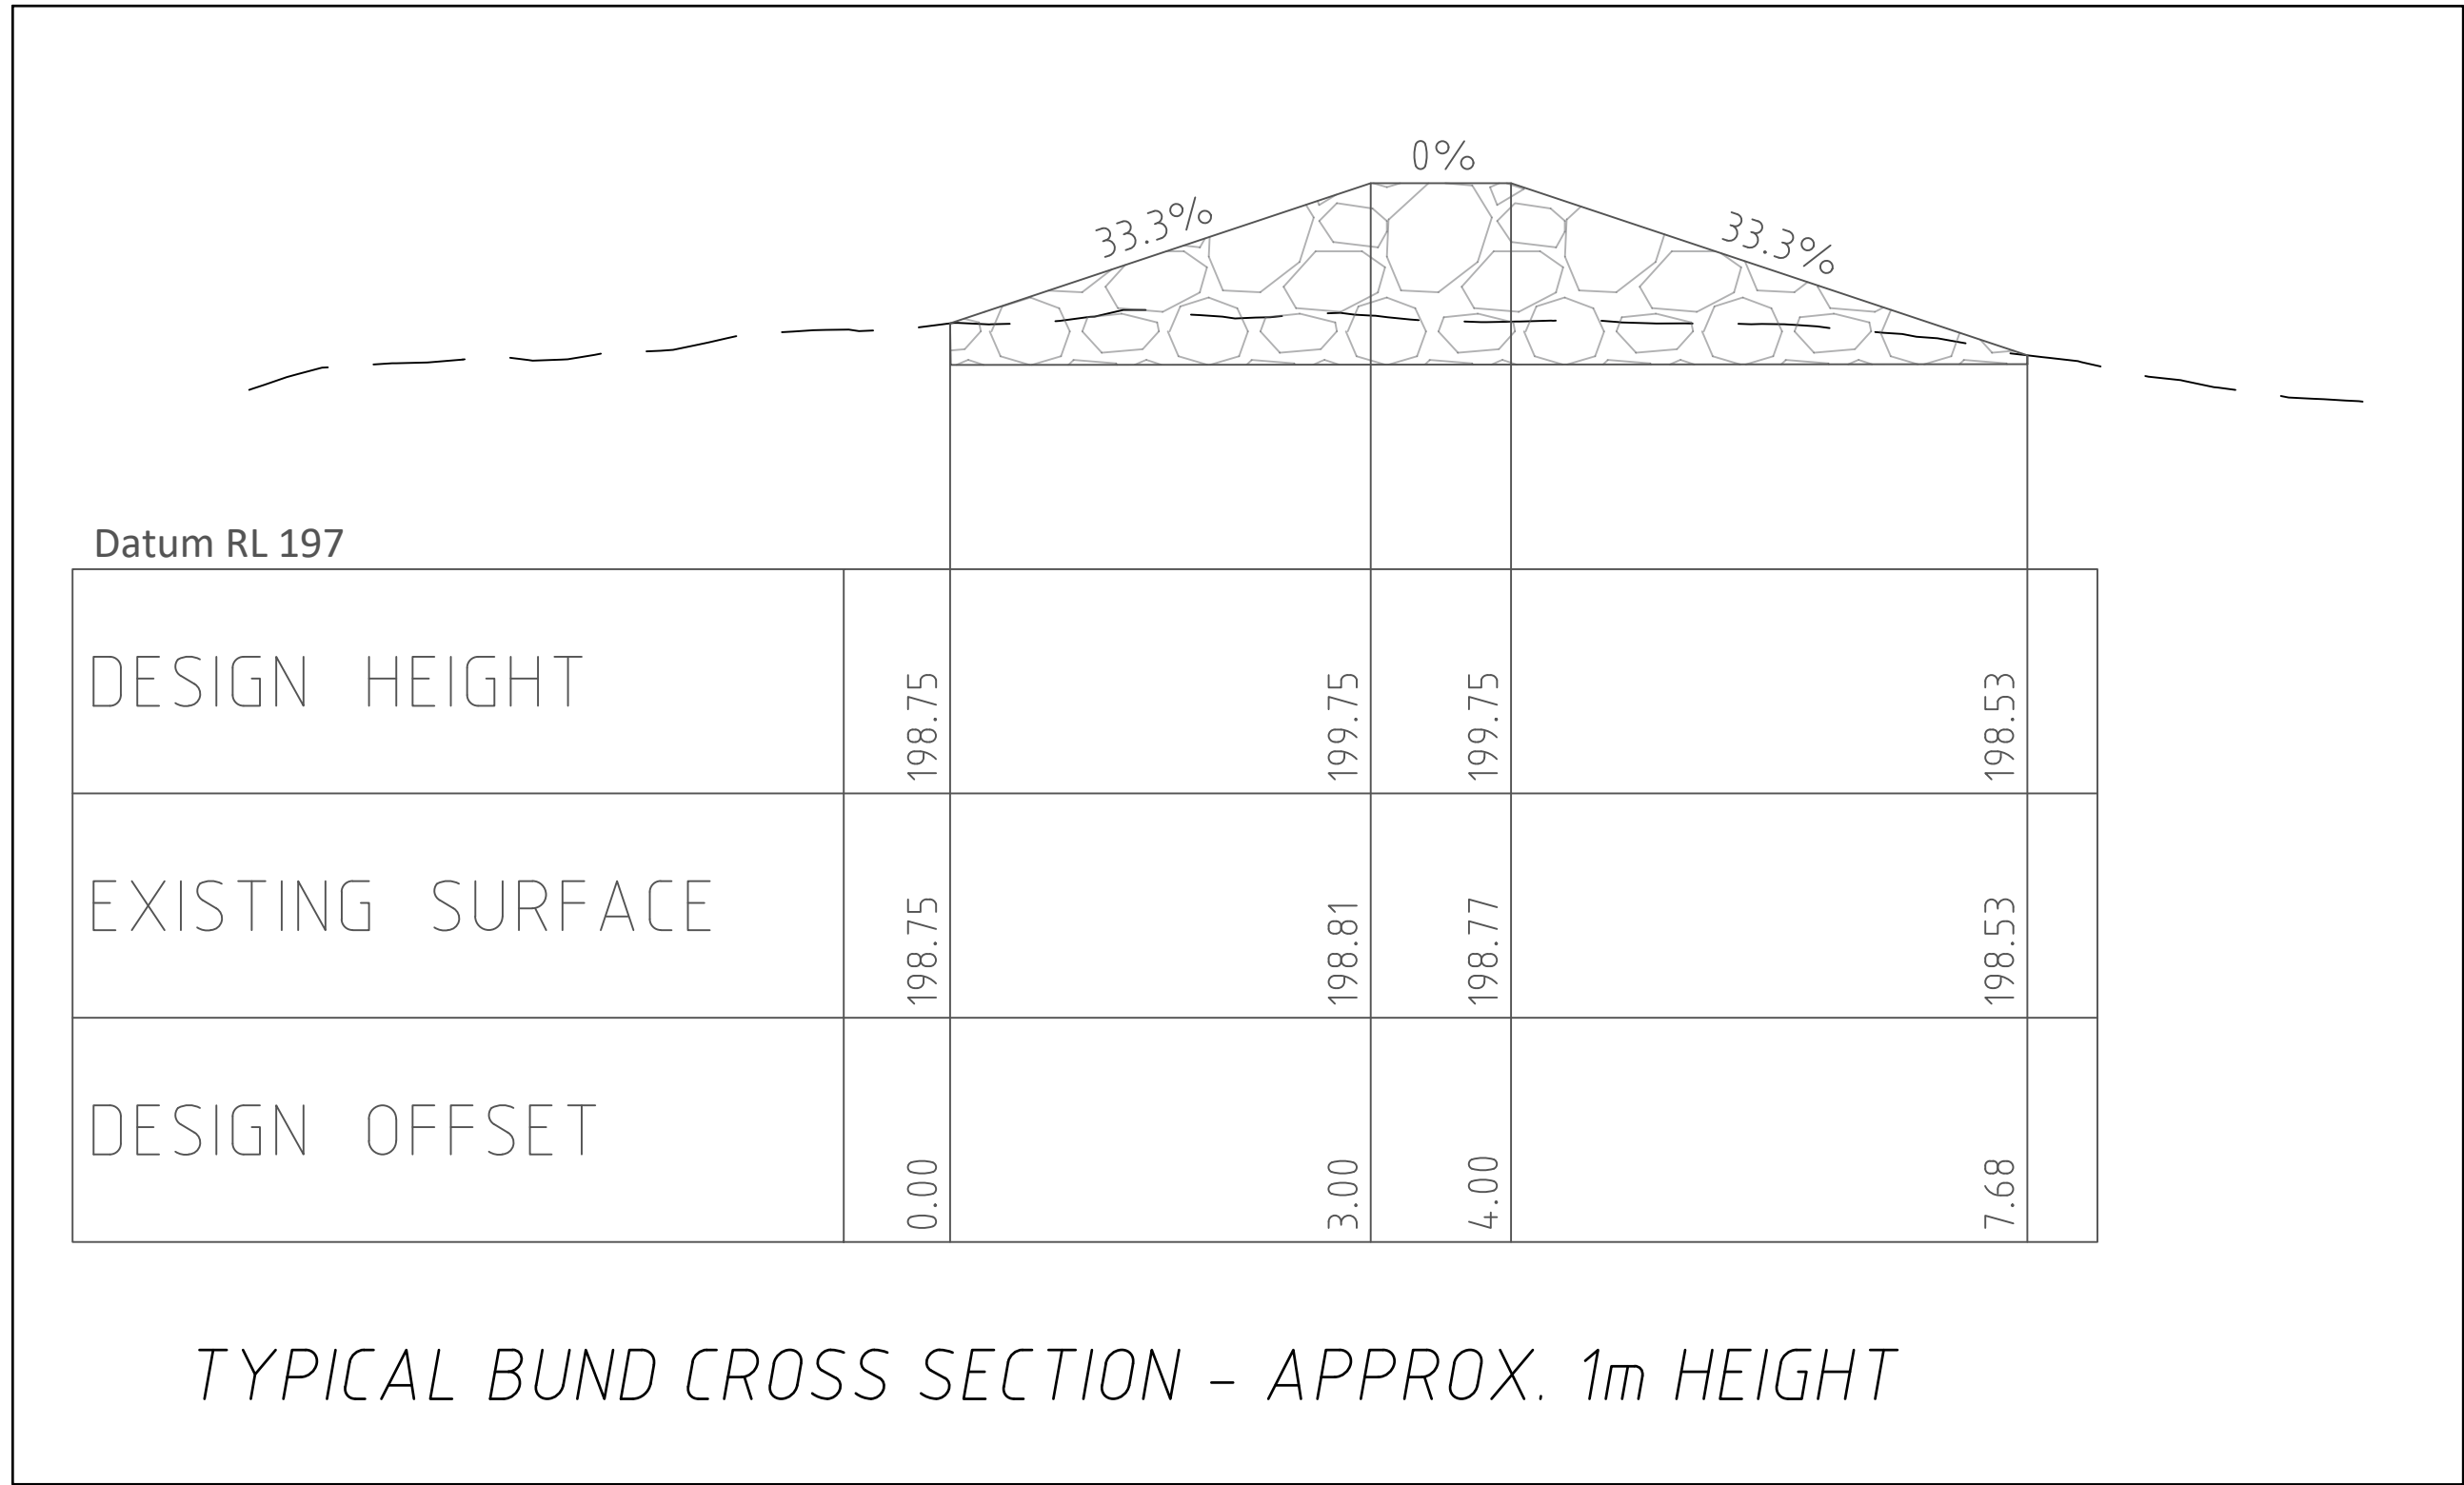 0%
33.3%
33.3%
Datum RL 197
DESIGN HEIGHT 198.75 199.75 199.75 198.53
EXISTING SURFACE 198.75 198.81 198.77 198.53
DESIGN OFFSET 0.00 3.00 4.00 7.68
TYPICAL BUND CROSS SECTION - APPROX. 1m HEIGHT